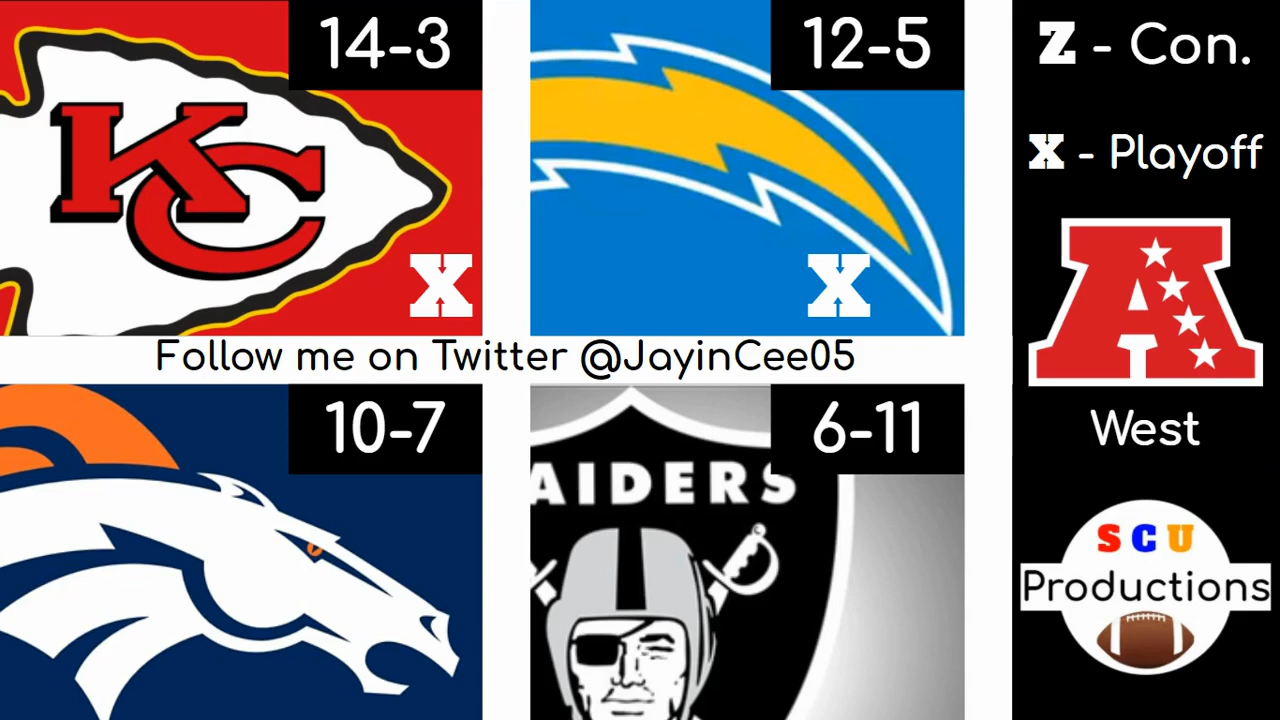 14-3
12-5
Z - Con.
X - Playoff
KC
X
X
A
Follow me on Twitter @JayinCee05
10-7
6-11
West
AIDERS
SCU
Productions